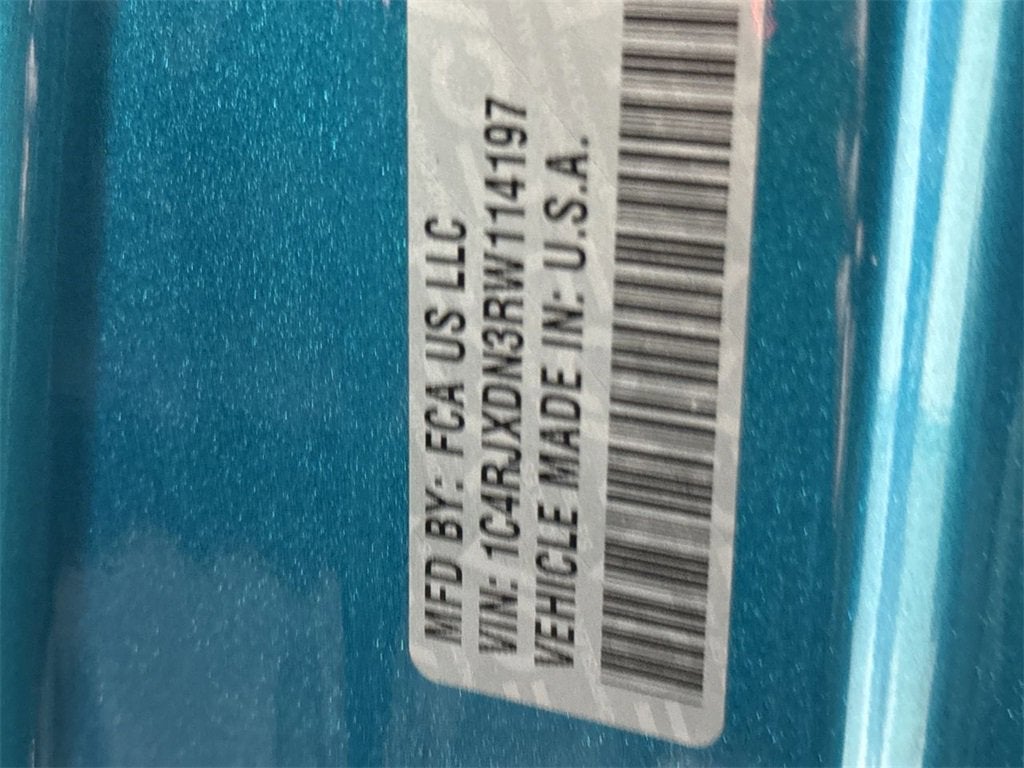 MFD BY: FCA US LLC
VIN: 1C4RJXDN3RW114197
VEHICLE MADE IN: U.S.A.